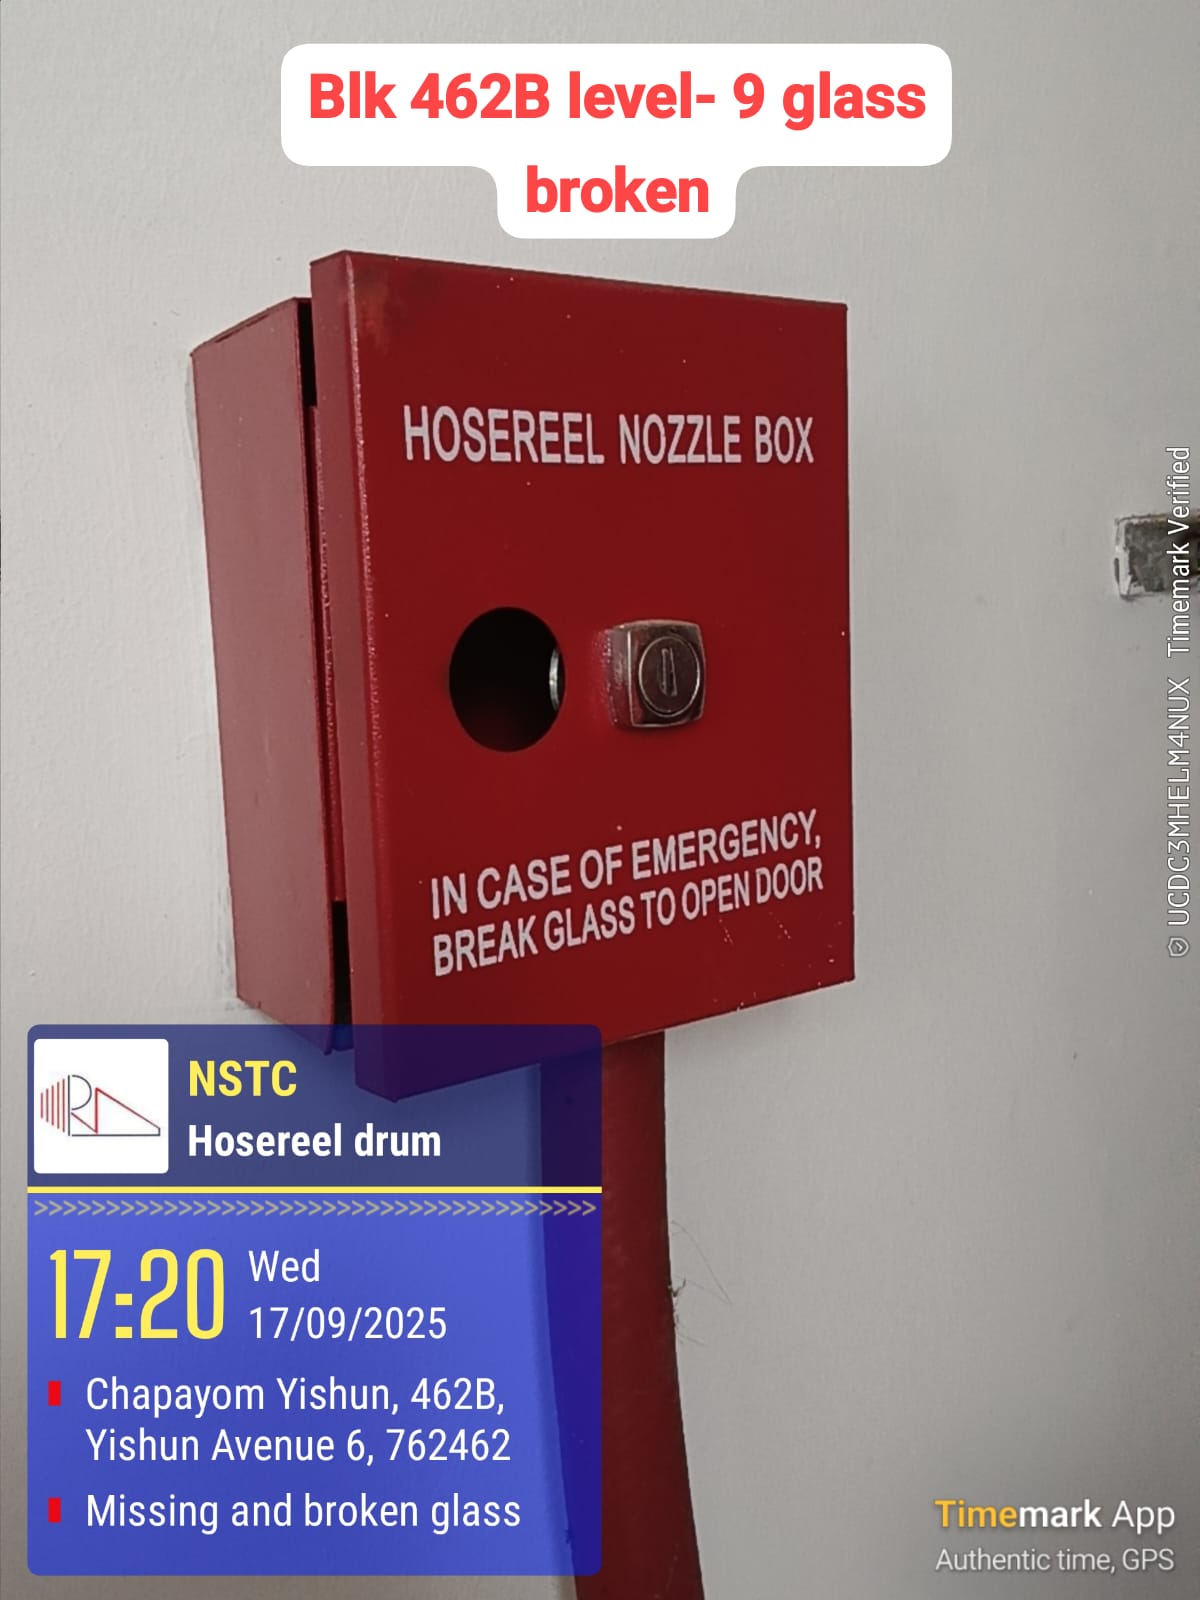 Blk 462B level- 9 glass
broken
HOSEREEL NOZZLE BOX
IN CASE OF EMERGENCY,
BREAK GLASS TO OPEN DOOR
NSTC
Hosereel drum
>>>>>>>>>>>>>>>>>>>>>>>>>>>>>>>>>>>>>>>
17:20
Wed
17/09/2025
Chapayom Yishun, 462B,
Yishun Avenue 6, 762462
Missing and broken glass
UCDC3MHELM4NUX Timemark Verified
Timemark App
Authentic time, GPS